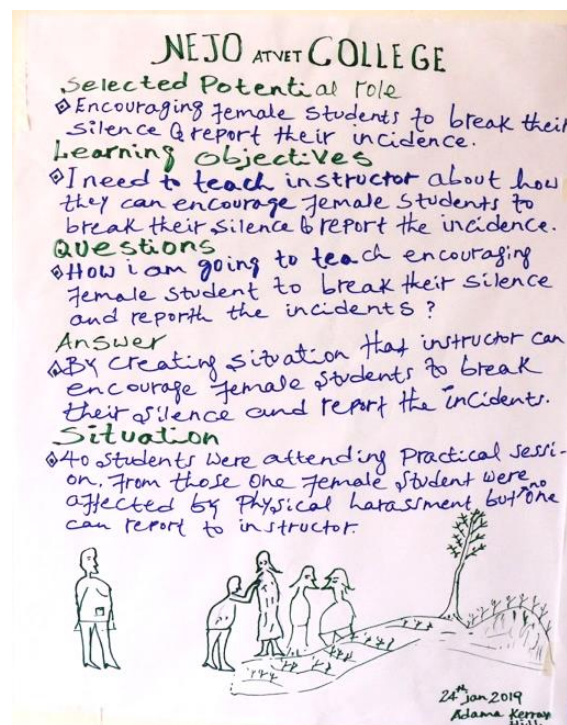 NEJO ATVET COLLEGE
Selected Potential role
Encouraging female students to break their
silence & report their incidence.
Learning objectives
I need to teach instructor about how
they can encourage female students to
break their silence & report the incidence.
Questions
How i am going to teach encouraging
female student to break their silence
and reporth the incidents?
Answer
By creating situation that instructor can
encourage female students to break
their silence and report the incidents.
Situation
40 students were attending Practical sessi-
on. From those one female student were
affected by Physical harassment but no one
can report to instructor.
24th Jan 2019
Adama Kerray